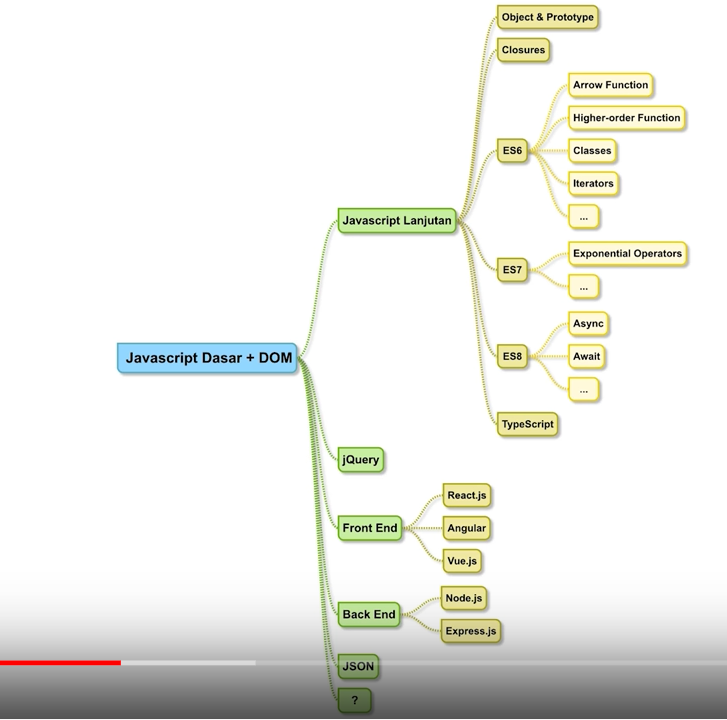 Object & Prototype
Closures
Arrow Function
Higher-order Function
ES6
Classes
Iterators
...
Javascript Lanjutan
Exponential Operators
ES7
...
Async
ES8
Await
...
Javascript Dasar + DOM
TypeScript
jQuery
React.js
Front End
Angular
Vue.js
Node.js
Back End
Express.js
JSON
?